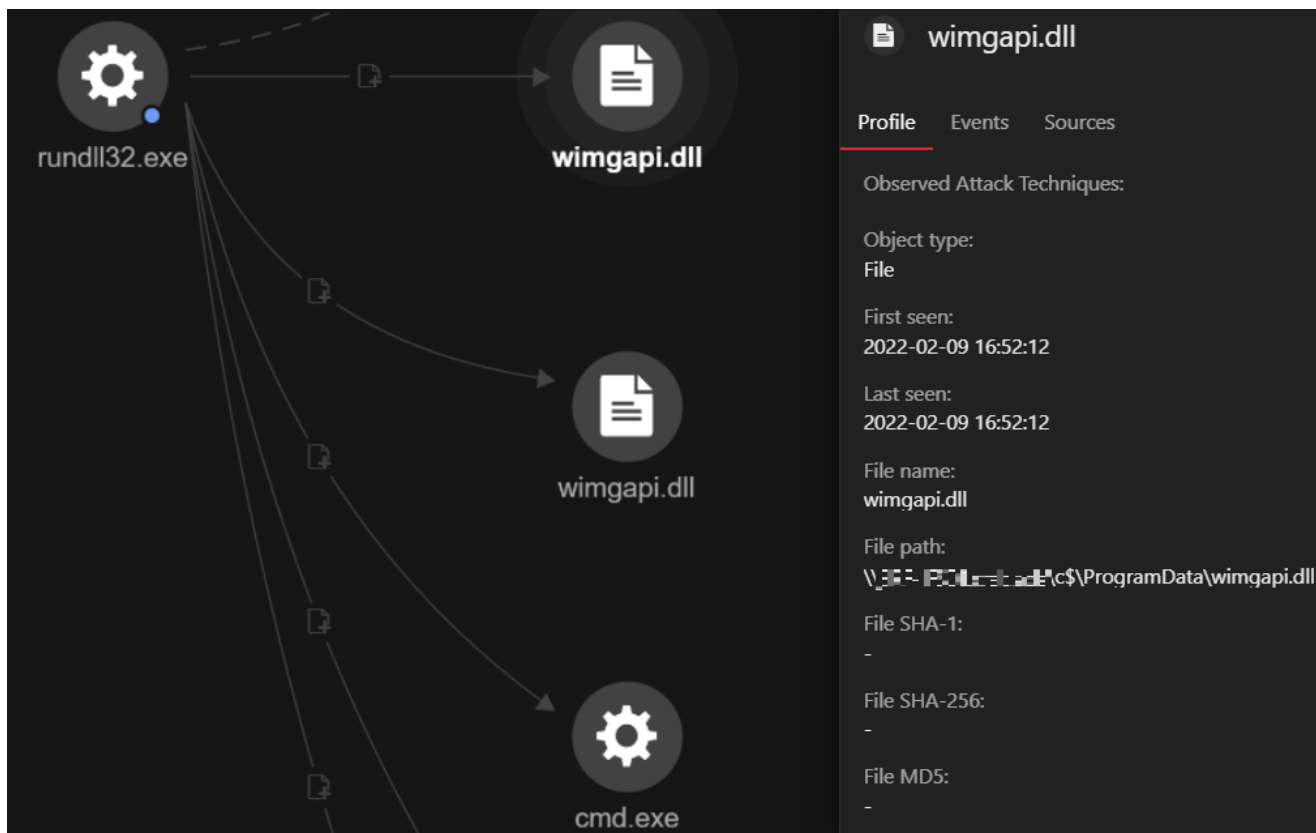 rundll32.exe
wimgapi.dll
wimgapi.dll
cmd.exe
wimgapi.dll
Profile Events Sources
Observed Attack Techniques:
Object type:
File
First seen:
2022-02-09 16:52:12
Last seen:
2022-02-09 16:52:12
File name:
wimgapi.dll
File path:
\\ \c$\ProgramData\wimgapi.dll
File SHA-1:
-
File SHA-256:
-
File MD5:
-